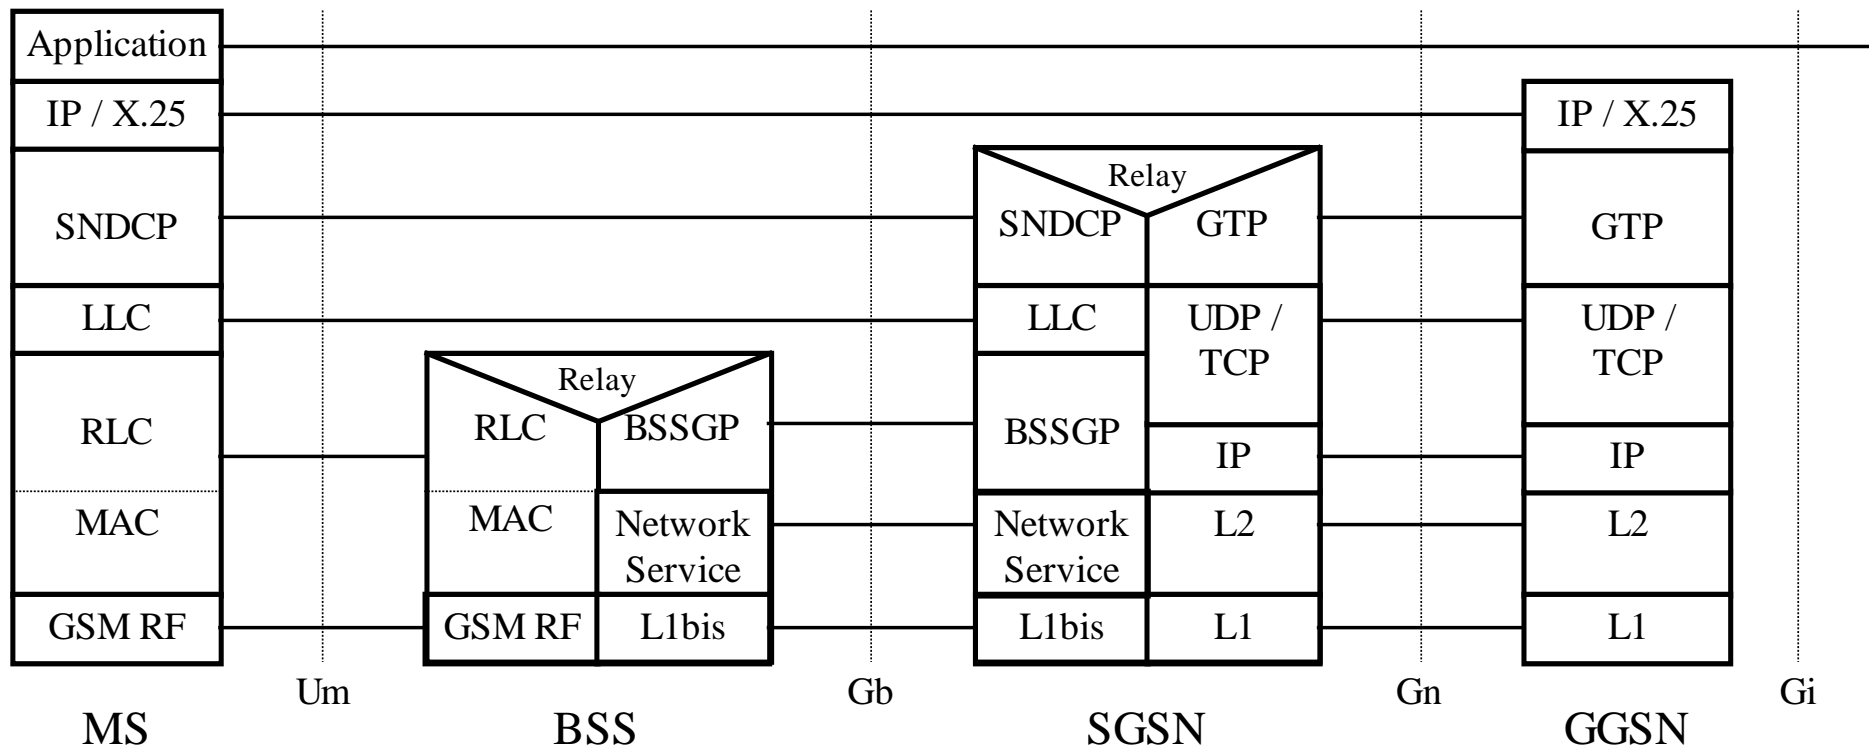 Application
IP / X.25
IP / X.25
Relay
SNDCP
SNDCP
GTP
GTP
LLC
LLC
UDP /
TCP
UDP /
TCP
Relay
RLC
RLC
BSSGP
BSSGP
IP
IP
MAC
MAC
Network
Service
Network
Service
L2
L2
GSM RF
GSM RF
L1bis
L1bis
L1
L1
Um
Gb
Gn
Gi
MS
BSS
SGSN
GGSN